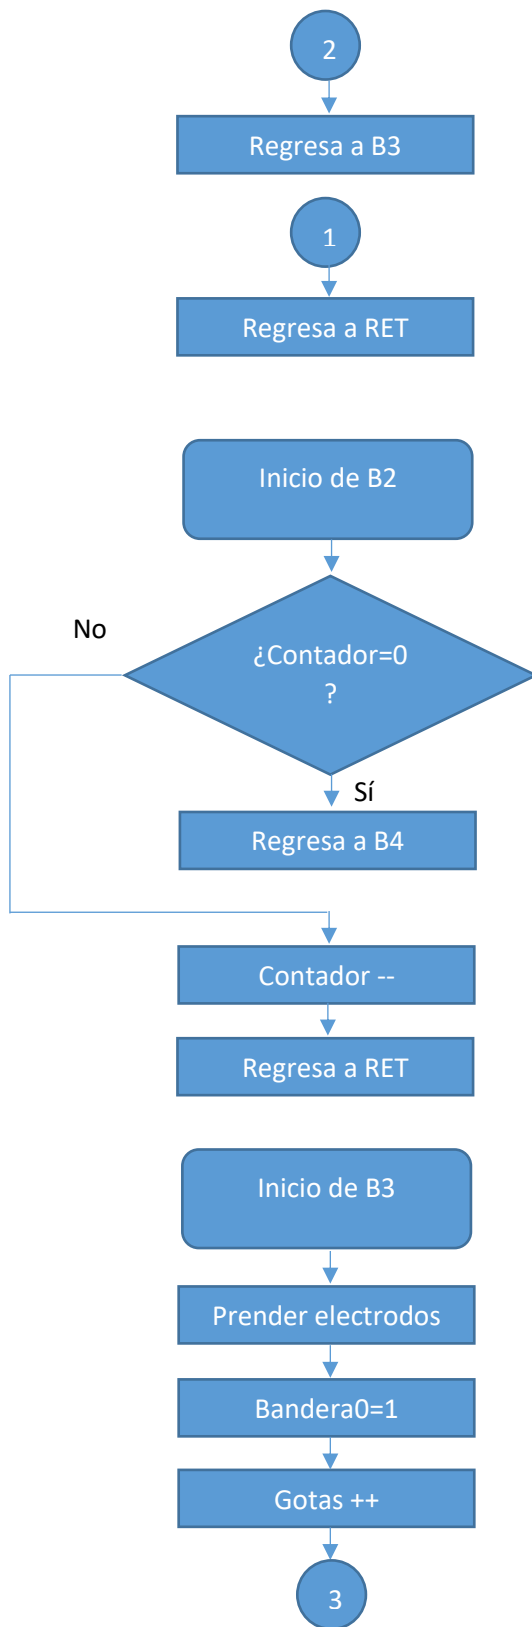 2
Regresa a B3
1
Regresa a RET
Inicio de B2
No
¿Contador=0
?
Sí
Regresa a B4
Contador --
Regresa a RET
Inicio de B3
Prender electrodos
Bandera0=1
Gotas ++
3